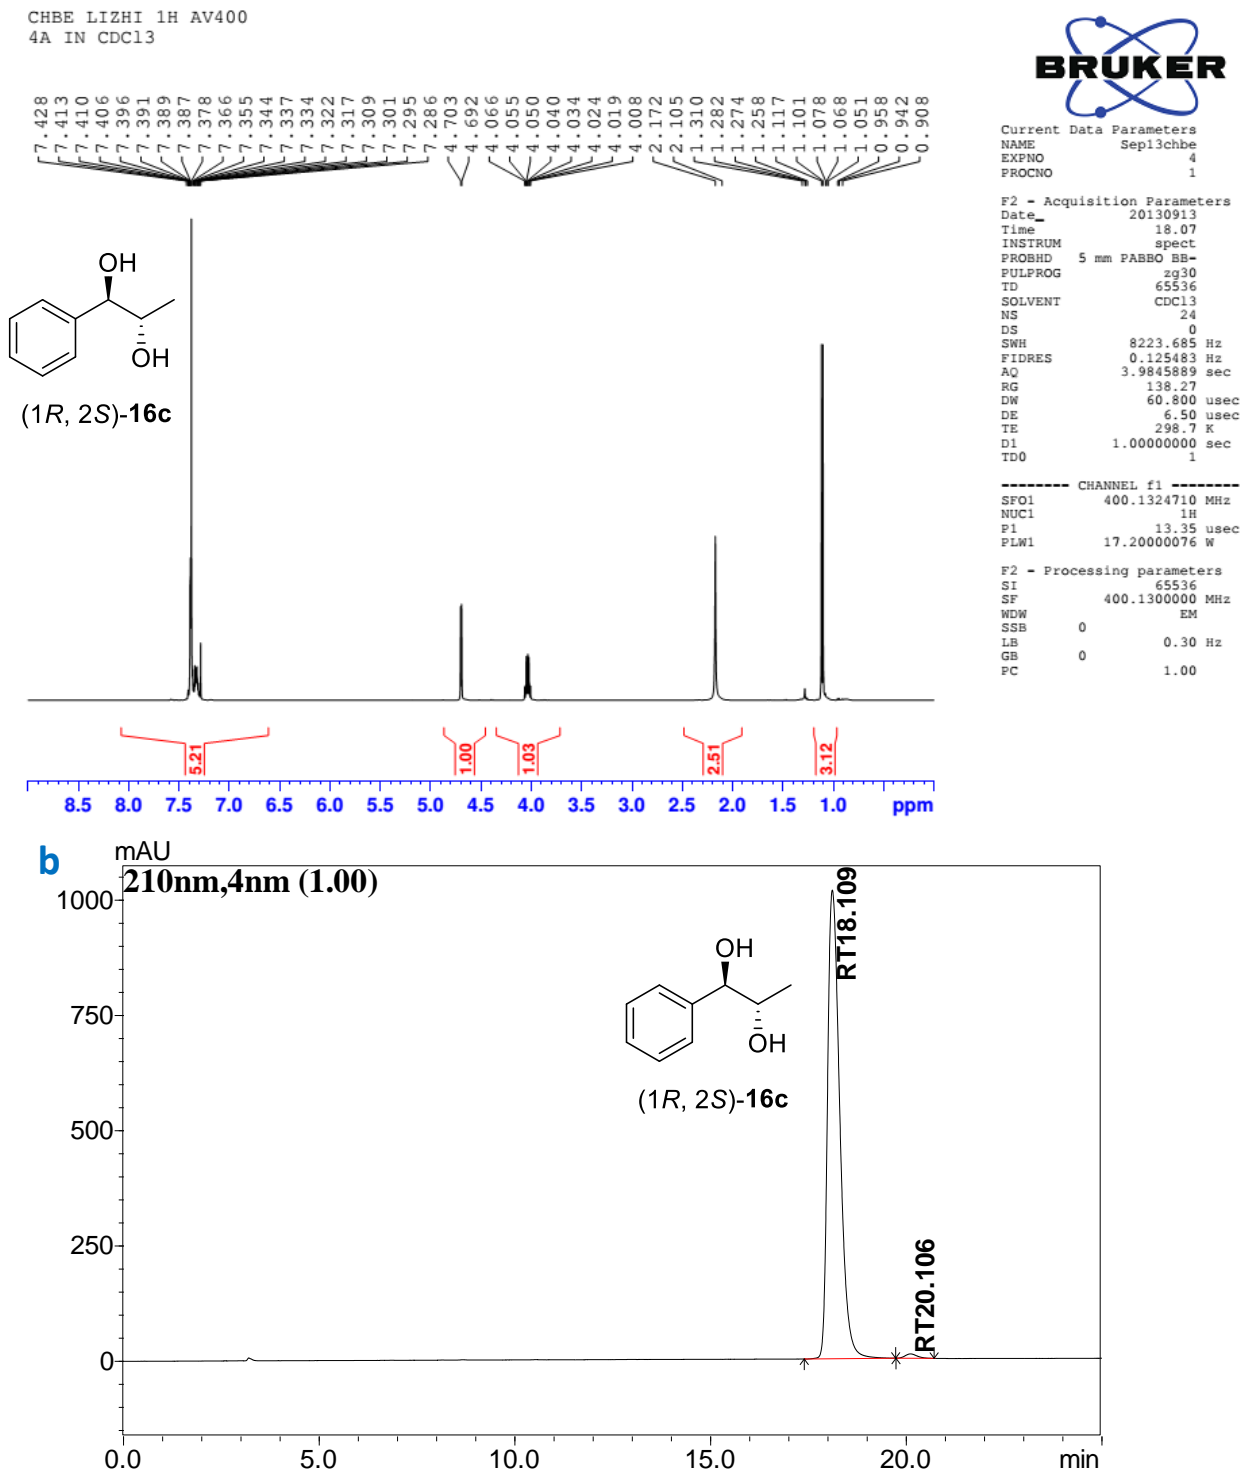 CHBE LIZHI 1H AV400
4A IN CDCl3
7.428
7.413
7.410
7.406
7.396
7.391
7.389
7.387
7.378
7.366
7.355
7.344
7.337
7.334
7.322
7.317
7.309
7.301
7.295
7.286
4.703
4.692
4.066
4.055
4.050
4.040
4.034
4.024
4.019
4.008
2.172
2.105
1.310
1.282
1.274
1.258
1.117
1.101
1.078
1.068
1.051
0.958
0.942
0.908
BRUKER
Current Data Parameters
NAME Sep13chbe
EXPNO 4
PROCNO 1
F2 - Acquisition Parameters
Date_ 20130913
Time 18.07
INSTRUM spect
PROBHD 5 mm PABBO BB-
PULPROG zg30
TD 65536
SOLVENT CDCl3
NS 24
DS 0
SWH 8223.685 Hz
FIDRES 0.125483 Hz
AQ 3.9845889 sec
RG 138.27
DW 60.800 usec
DE 6.50 usec
TE 298.7 K
D1 1.00000000 sec
TD0 1
-------- CHANNEL f1 --------
SFO1 400.1324710 MHz
NUC1 1H
P1 13.35 usec
PLW1 17.20000076 W
F2 - Processing parameters
SI 65536
SF 400.1300000 MHz
WDW EM
SSB 0
LB 0.30 Hz
GB 0
PC 1.00
OH
OH
(1R, 2S)-16c
5.21
1.00
1.03
2.51
3.12
8.5 8.0 7.5 7.0 6.5 6.0 5.5 5.0 4.5 4.0 3.5 3.0 2.5 2.0 1.5 1.0 ppm
b
mAU
210nm,4nm (1.00)
1000
750
500
250
0
RT18.109
RT20.106
OH
OH
(1R, 2S)-16c
0.0 5.0 10.0 15.0 20.0 min